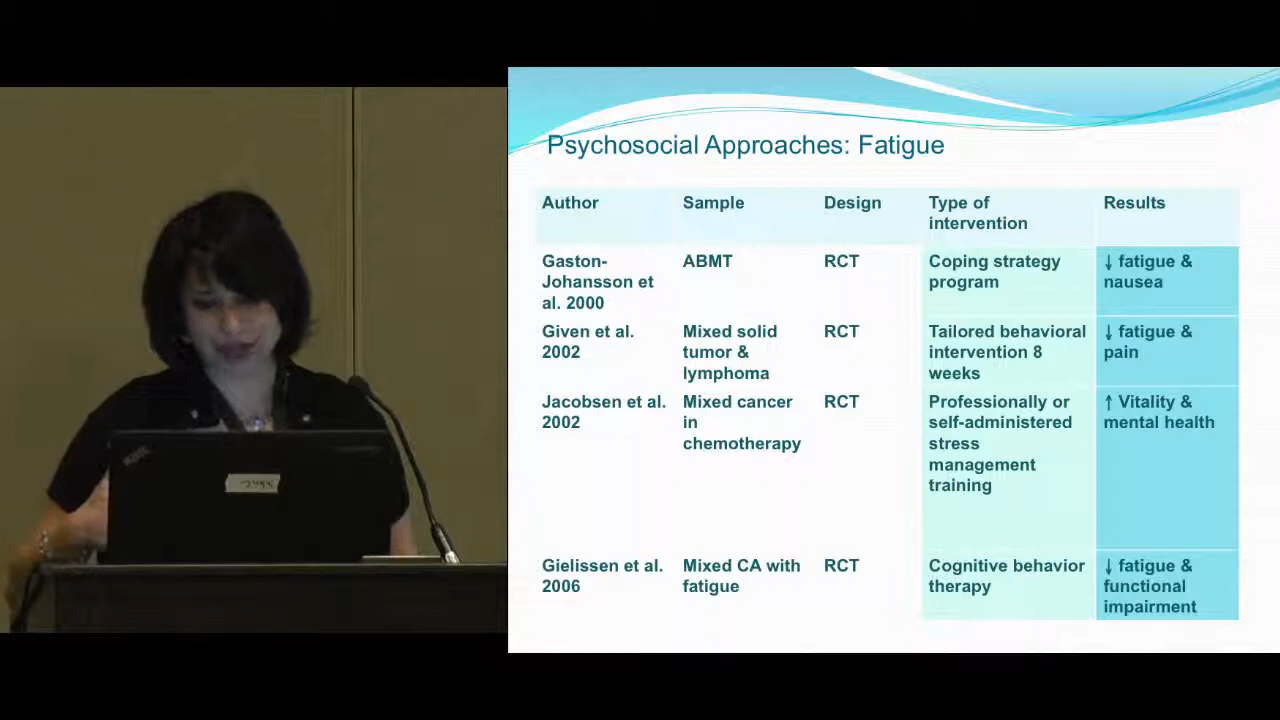 Psychosocial Approaches: Fatigue
Author
Sample
Design
Type of
intervention
Results
Gaston-
Johansson et
al. 2000
ABMT
RCT
Coping strategy
program
↓ fatigue &
nausea
Given et al.
2002
Mixed solid
tumor &
lymphoma
RCT
Tailored behavioral
intervention 8
weeks
↓ fatigue &
pain
Jacobsen et al.
2002
Mixed cancer
in
chemotherapy
RCT
Professionally or
self-administered
stress
management
training
↑ Vitality &
mental health
Gielissen et al.
2006
Mixed CA with
fatigue
RCT
Cognitive behavior
therapy
↓ fatigue &
functional
impairment